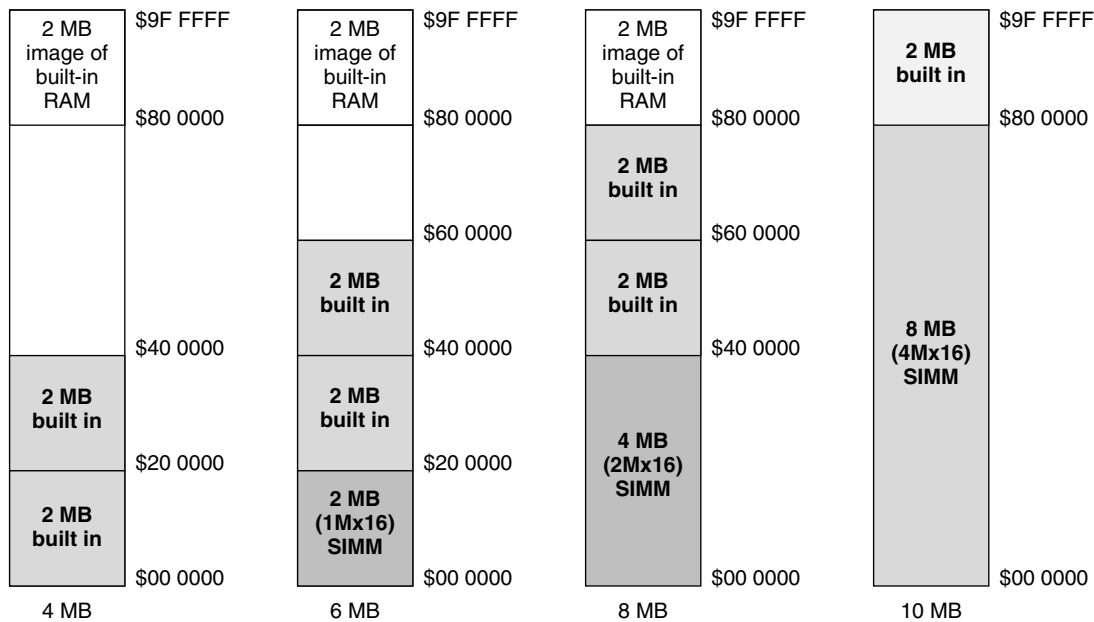 2 MB
image of
built-in
RAM
$9F FFFF
$80 0000
$40 0000
2 MB
built in
$20 0000
2 MB
built in
$00 0000
4 MB
2 MB
image of
built-in
RAM
$9F FFFF
$80 0000
$60 0000
2 MB
built in
$40 0000
2 MB
built in
$20 0000
2 MB
(1Mx16)
SIMM
$00 0000
6 MB
2 MB
image of
built-in
RAM
$9F FFFF
$80 0000
2 MB
built in
$60 0000
2 MB
built in
$40 0000
4 MB
(2Mx16)
SIMM
$00 0000
8 MB
2 MB
built in
$9F FFFF
$80 0000
8 MB
(4Mx16)
SIMM
$00 0000
10 MB